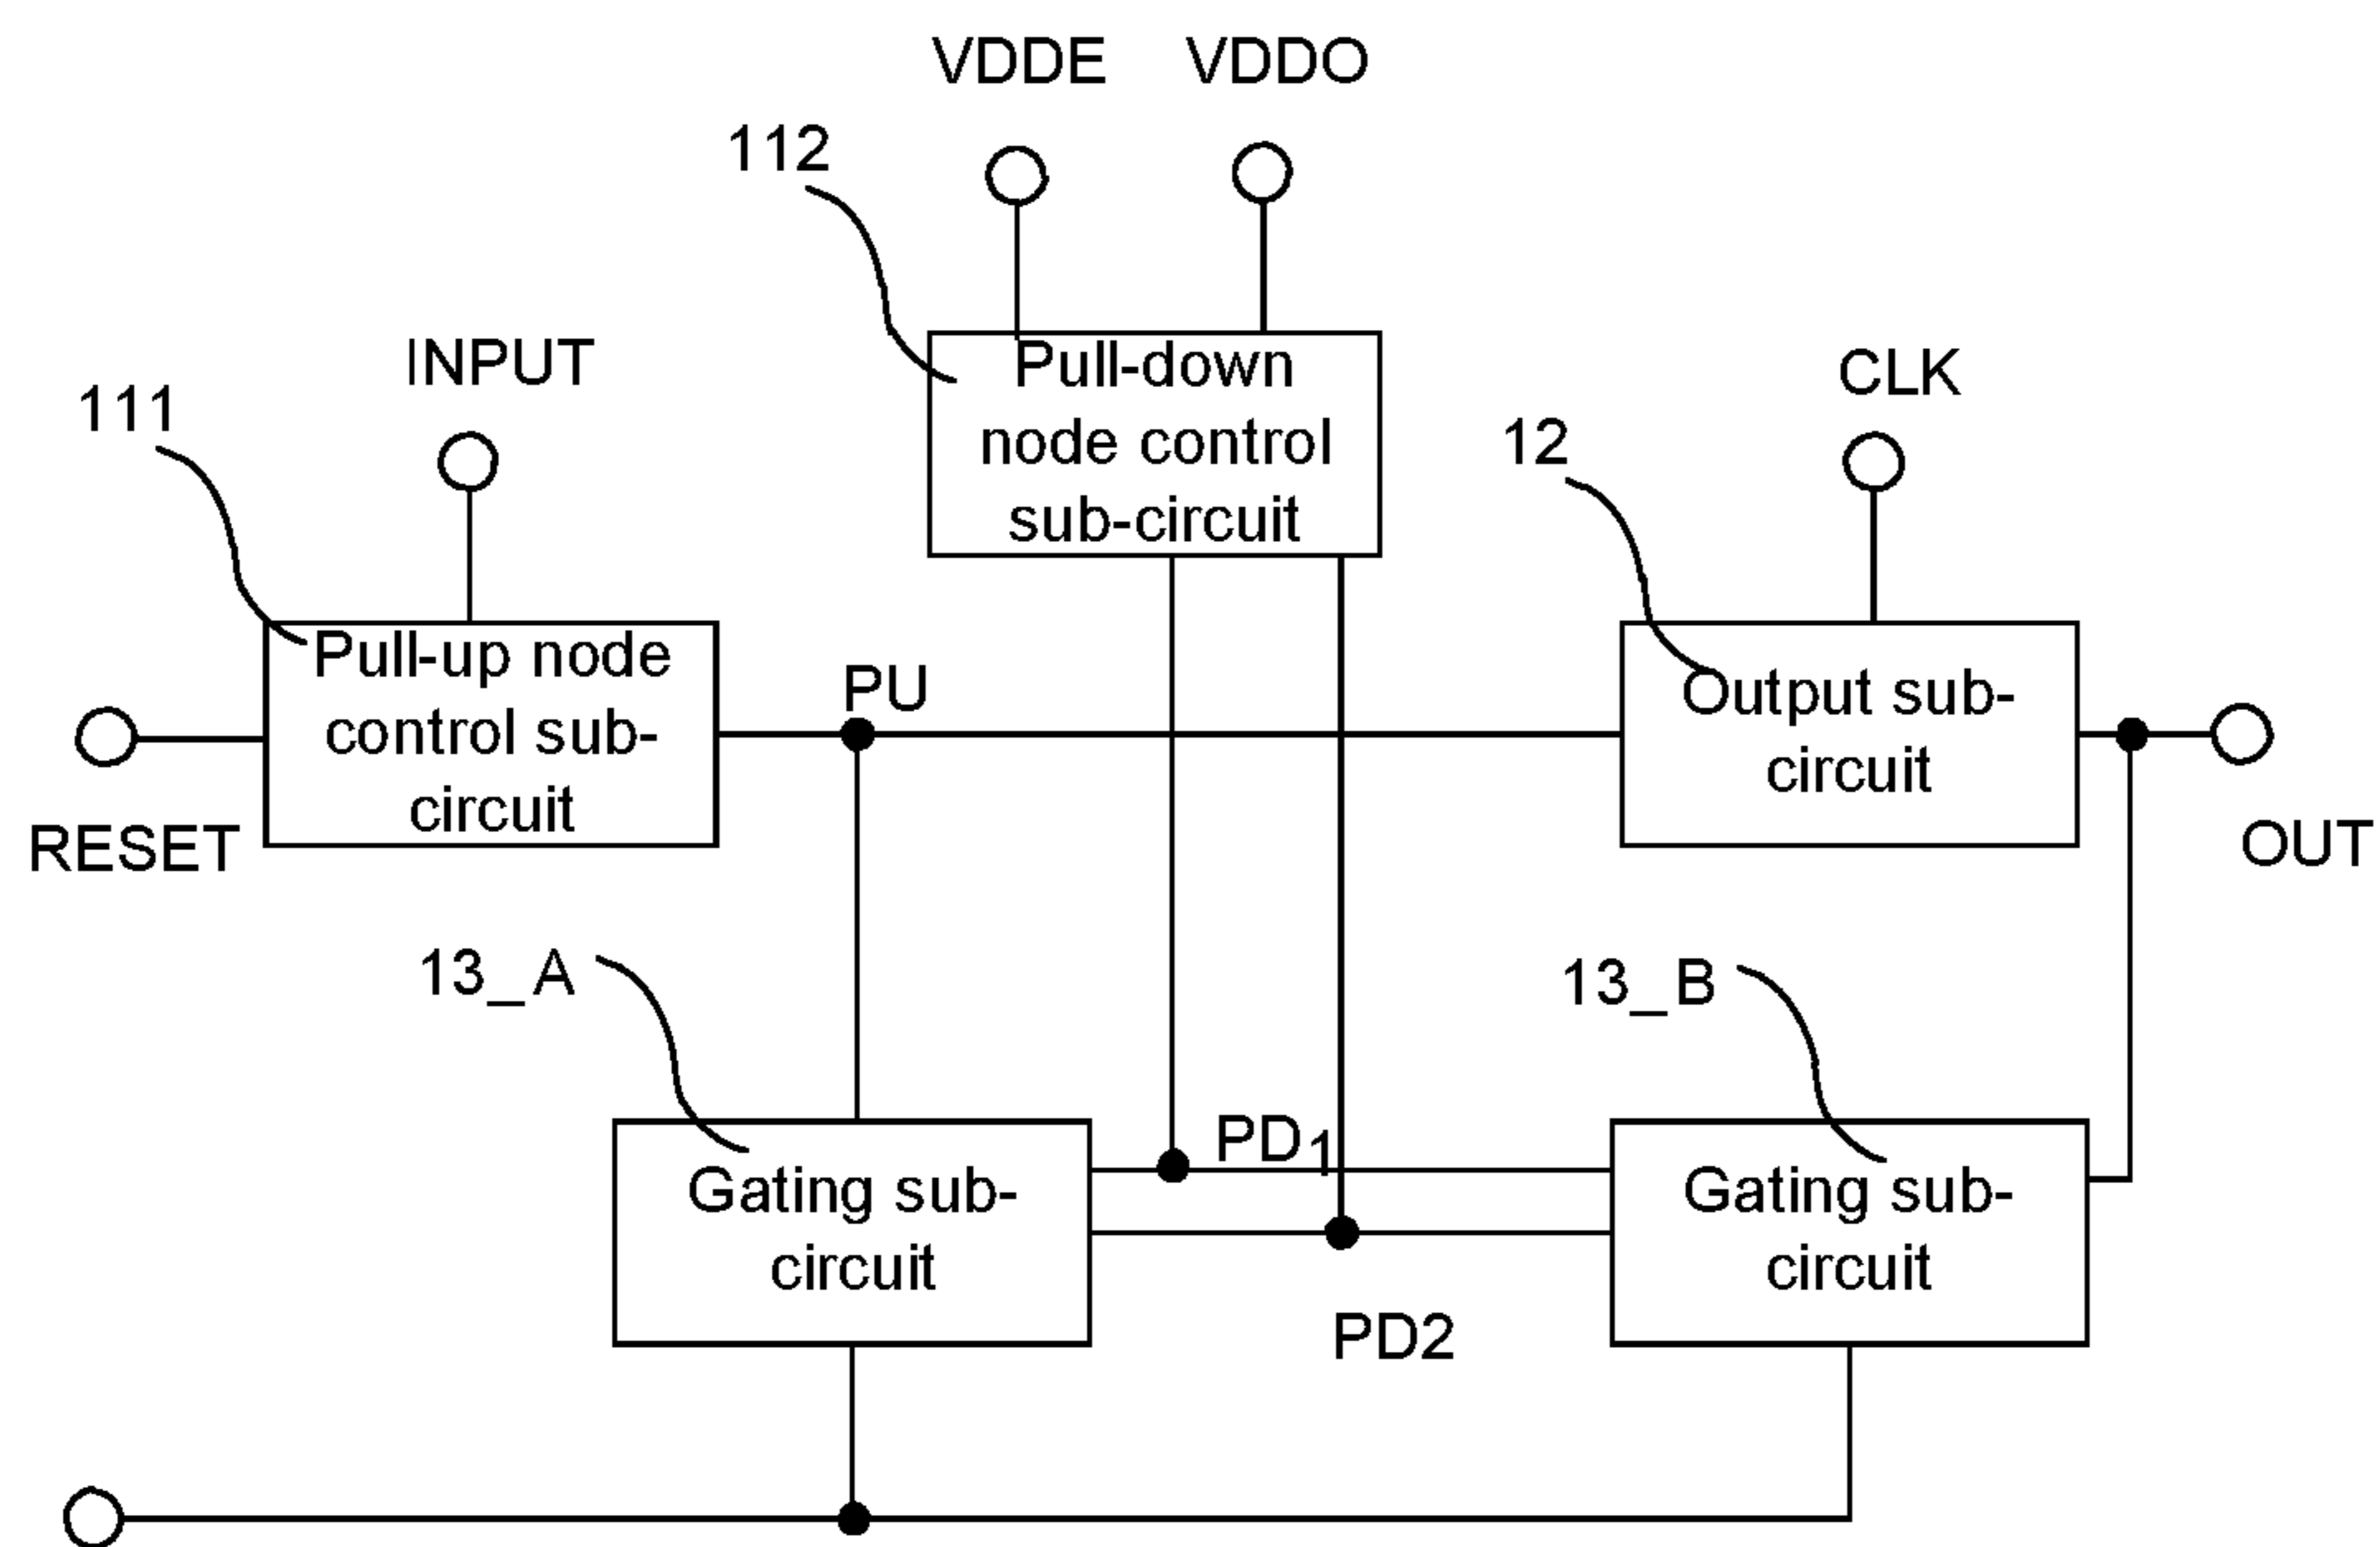 VDDE
VDDO
112
Pull-down
node control
sub-circuit
INPUT
111
CLK
12
Pull-up node
control sub-
circuit
PU
Output sub-
circuit
RESET
OUT
13_A
13_B
PD1
Gating sub-
circuit
Gating sub-
circuit
PD2